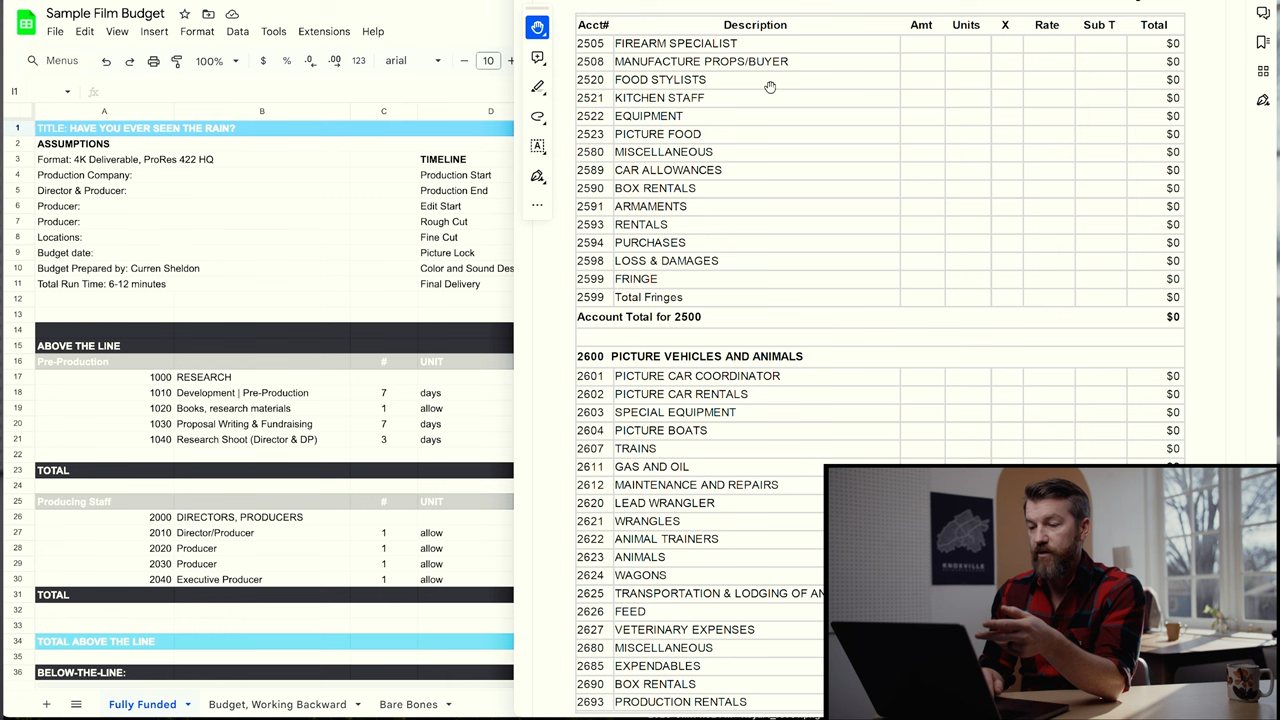 Sample Film Budget
File Edit View Insert Format Data Tools Extensions Help
Menus 100% $ % .0 .00 123 arial 10
I1 fx
A B C D
1 TITLE: HAVE YOU EVER SEEN THE RAIN?
2 ASSUMPTIONS
3 Format: 4K Deliverable, ProRes 422 HQ TIMELINE
4 Production Company: Production Start
5 Director & Producer: Production End
6 Producer: Edit Start
7 Producer: Rough Cut
8 Locations: Fine Cut
9 Budget date: Picture Lock
10 Budget Prepared by: Curren Sheldon Color and Sound Des
11 Total Run Time: 6-12 minutes Final Delivery
12
13
14
15 ABOVE THE LINE
16 Pre-Production # UNIT
17 1000 RESEARCH
18 1010 Development | Pre-Production 7 days
19 1020 Books, research materials 1 allow
20 1030 Proposal Writing & Fundraising 7 days
21 1040 Research Shoot (Director & DP) 3 days
22
23 TOTAL
24
25 Producing Staff # UNIT
26 2000 DIRECTORS, PRODUCERS
27 2010 Director/Producer 1 allow
28 2020 Producer 1 allow
29 2030 Producer 1 allow
30 2040 Executive Producer 1 allow
31 TOTAL
32
33
34 TOTAL ABOVE THE LINE
35
36 BELOW-THE-LINE:
Fully Funded Budget, Working Backward Bare Bones
Acct# Description Amt Units X Rate Sub T Total
2505 FIREARM SPECIALIST $0
2508 MANUFACTURE PROPS/BUYER $0
2520 FOOD STYLISTS $0
2521 KITCHEN STAFF $0
2522 EQUIPMENT $0
2523 PICTURE FOOD $0
2580 MISCELLANEOUS $0
2589 CAR ALLOWANCES $0
2590 BOX RENTALS $0
2591 ARMAMENTS $0
2593 RENTALS $0
2594 PURCHASES $0
2598 LOSS & DAMAGES $0
2599 FRINGE $0
2599 Total Fringes $0
Account Total for 2500 $0
2600 PICTURE VEHICLES AND ANIMALS
2601 PICTURE CAR COORDINATOR $0
2602 PICTURE CAR RENTALS $0
2603 SPECIAL EQUIPMENT $0
2604 PICTURE BOATS $0
2607 TRAINS $0
2611 GAS AND OIL
2612 MAINTENANCE AND REPAIRS
2620 LEAD WRANGLER
2621 WRANGLES
2622 ANIMAL TRAINERS
2623 ANIMALS
2624 WAGONS
2625 TRANSPORTATION & LODGING OF AN
2626 FEED
2627 VETERINARY EXPENSES
2680 MISCELLANEOUS
2685 EXPENDABLES
2690 BOX RENTALS
2693 PRODUCTION RENTALS
KNOXVILLE